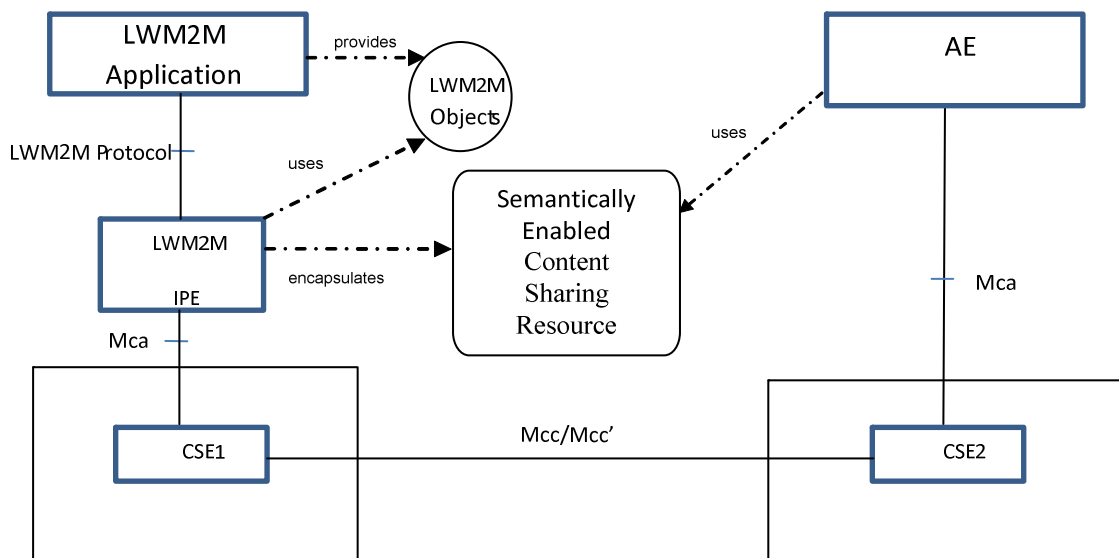 LWM2M
Application
provides
LWM2M
Objects
AE
uses
LWM2M Protocol
uses
Semantically
Enabled
Content
Sharing
Resource
LWM2M
IPE
encapsulates
Mca
Mca
CSE1
Mcc/Mcc’
CSE2